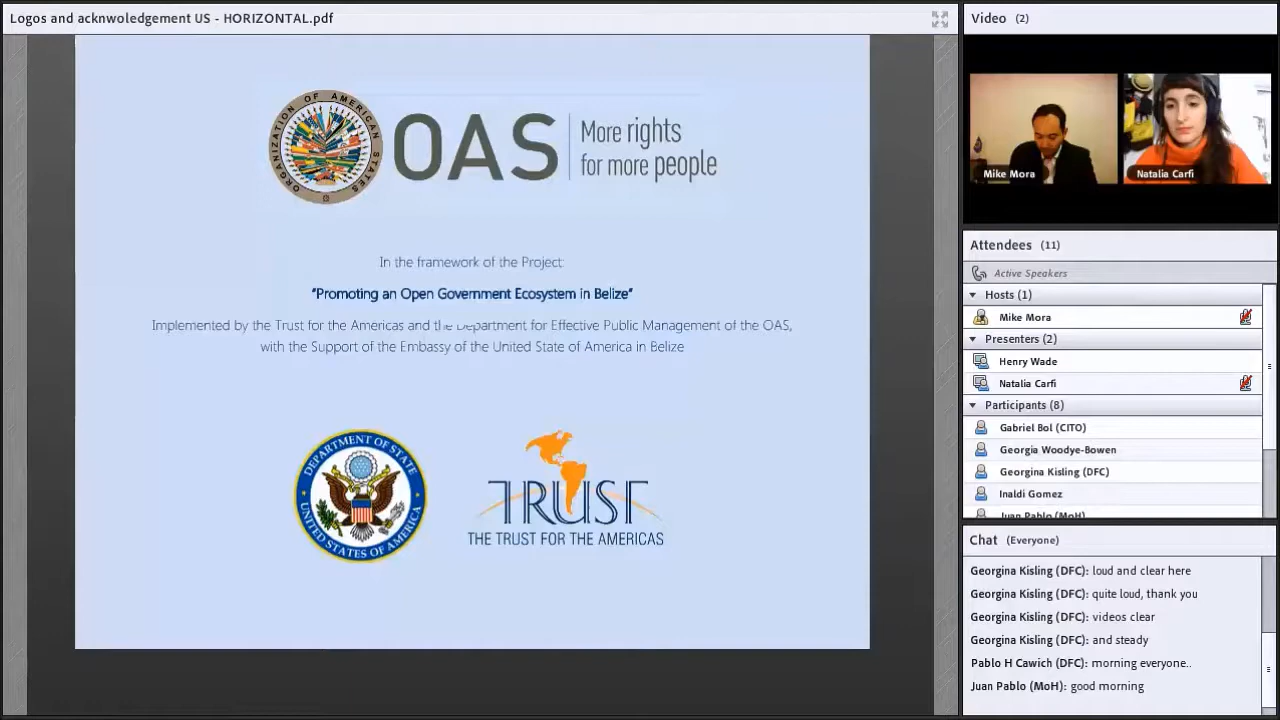 Logos and acknwoledgement US - HORIZONTAL.pdf
ORGANIZATION OF AMERICAN STATES
OAS
More rights
for more people
In the framework of the Project:
“Promoting an Open Government Ecosystem in Belize”
Implemented by the Trust for the Americas and the Department for Effective Public Management of the OAS,
with the Support of the Embassy of the United State of America in Belize
DEPARTMENT OF STATE
UNITED STATES OF AMERICA
TRUST
THE TRUST FOR THE AMERICAS
Video (2)
Mike Mora
Natalia Carfi
Attendees (11)
Active Speakers
Hosts (1)
Mike Mora
Presenters (2)
Henry Wade
Natalia Carfi
Participants (8)
Gabriel Bol (CITO)
Georgia Woodye-Bowen
Georgina Kisling (DFC)
Inaldi Gomez
Juan Pablo (MoH)
Chat (Everyone)
Georgina Kisling (DFC): loud and clear here
Georgina Kisling (DFC): quite loud, thank you
Georgina Kisling (DFC): videos clear
Georgina Kisling (DFC): and steady
Pablo H Cawich (DFC): morning everyone..
Juan Pablo (MoH): good morning